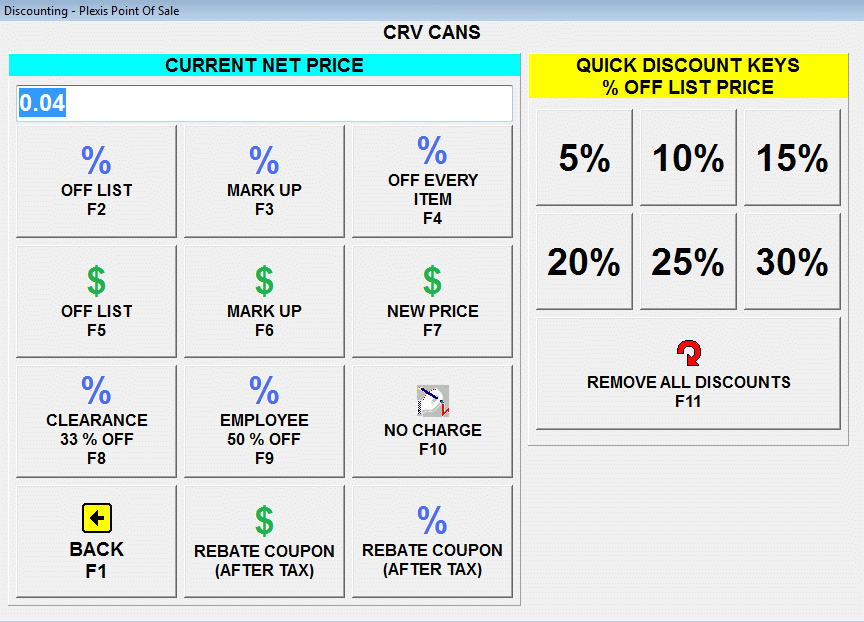 Discounting - Plexis Point Of Sale
CRV CANS
CURRENT NET PRICE
0.04
%
OFF LIST
F2
%
MARK UP
F3
%
OFF EVERY
ITEM
F4
$
OFF LIST
F5
$
MARK UP
F6
$
NEW PRICE
F7
%
CLEARANCE
33 % OFF
F8
%
EMPLOYEE
50 % OFF
F9
NO CHARGE
F10
BACK
F1
$
REBATE COUPON
(AFTER TAX)
%
REBATE COUPON
(AFTER TAX)
QUICK DISCOUNT KEYS
% OFF LIST PRICE
5%
10%
15%
20%
25%
30%
REMOVE ALL DISCOUNTS
F11